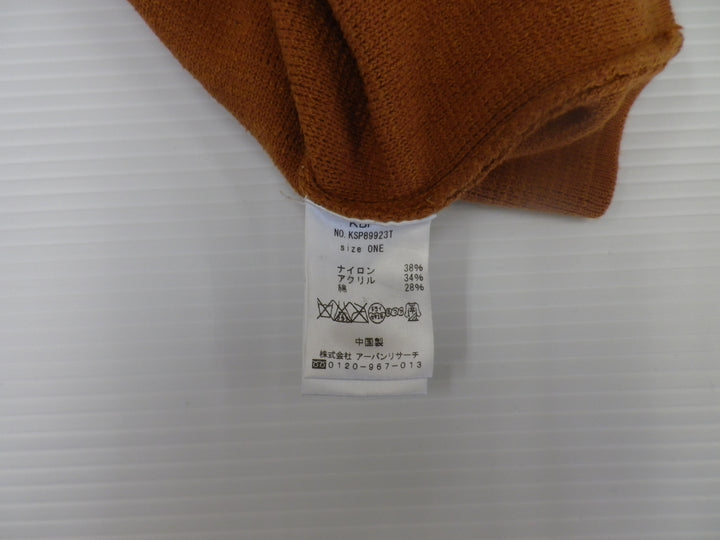 KBF
NO. KSP89923T
size ONE
ナイロン 38%
アクリル 34%
綿 28%
中国製
株式会社 アーバンリサーチ
0120-967-013